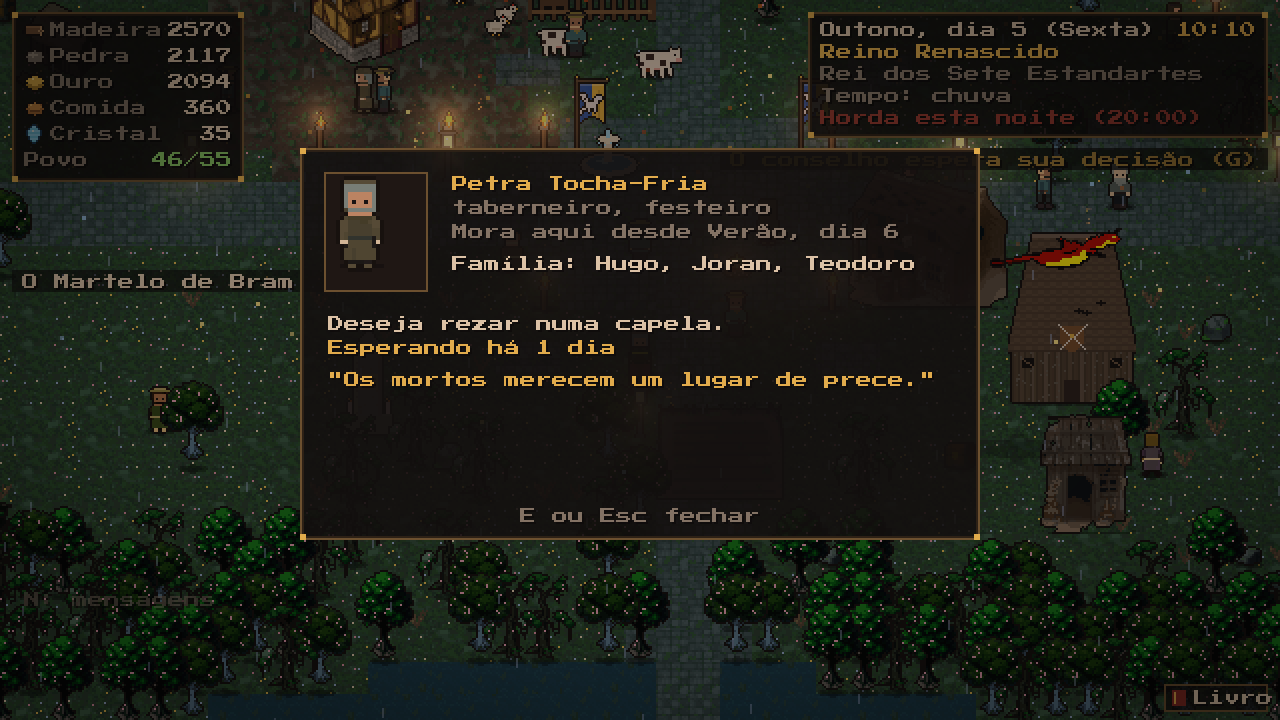 Madeira 2570
Pedra 2117
Ouro 2094
Comida 360
Cristal 35
Povo 46/55
Outono, dia 5 (Sexta) 10:10
Reino Renascido
Rei dos Sete Estandartes
Tempo: chuva
Horda esta noite (20:00)
O conselho espera sua decisão (G)
Petra Tocha-Fria
taberneiro, festeiro
Mora aqui desde Verão, dia 6
Família: Hugo, Joran, Teodoro
O Martelo de Bram
Deseja rezar numa capela.
Esperando há 1 dia
"Os mortos merecem um lugar de prece."
E ou Esc fechar
N: mensagens
Livro